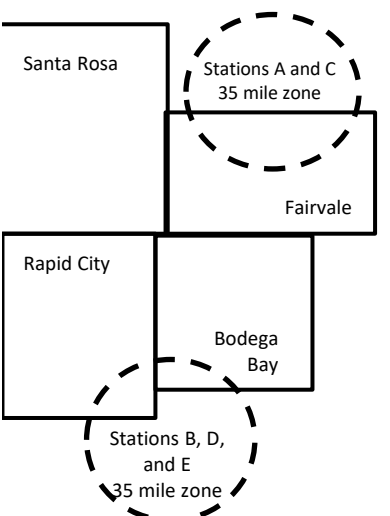 Santa Rosa
Stations A and C
35 mile zone
Fairvale
Rapid City
Bodega
Bay
Stations B, D,
and E
35 mile zone